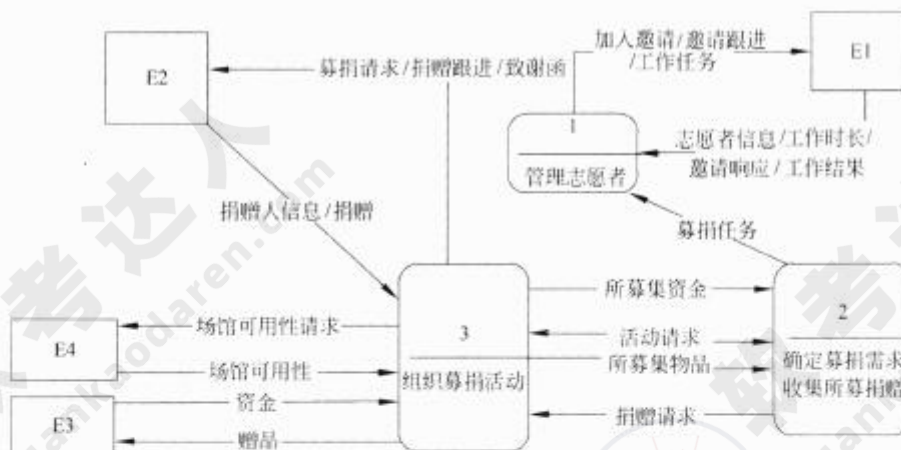 E2
募捐请求/捐赠跟进/致谢函
加入邀请/邀请跟进
/工作任务
E1
1
管理志愿者
志愿者信息/工作时长/
邀请响应/工作结果
捐赠人信息/捐赠
募捐任务
E4
场馆可用性请求
场馆可用性
E3
资金
赠品
3
组织募捐活动
所募集资金
活动请求
所募集物品
捐赠请求
2
确定募捐需求
收集所募捐赠
软考达人
ruankaodaren.com